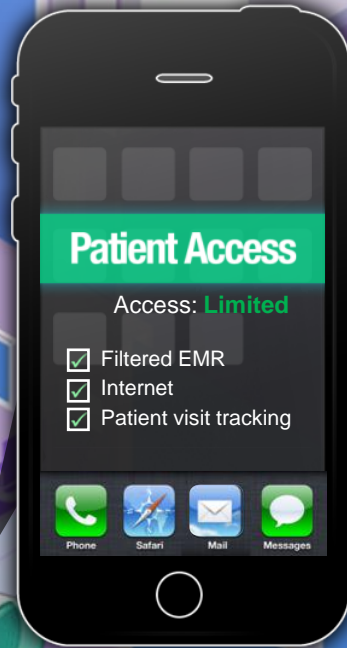 Patient Access
Access: Limited
Filtered EMR
Internet
Patient visit tracking
Phone Safari Mail Messages